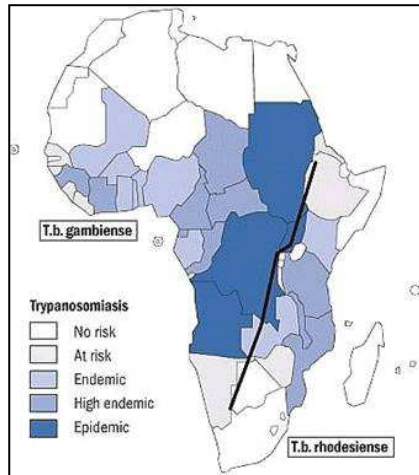 T.b. gambiense
Trypanosomiasis
No risk
At risk
Endemic
High endemic
Epidemic
T.b. rhodesiense